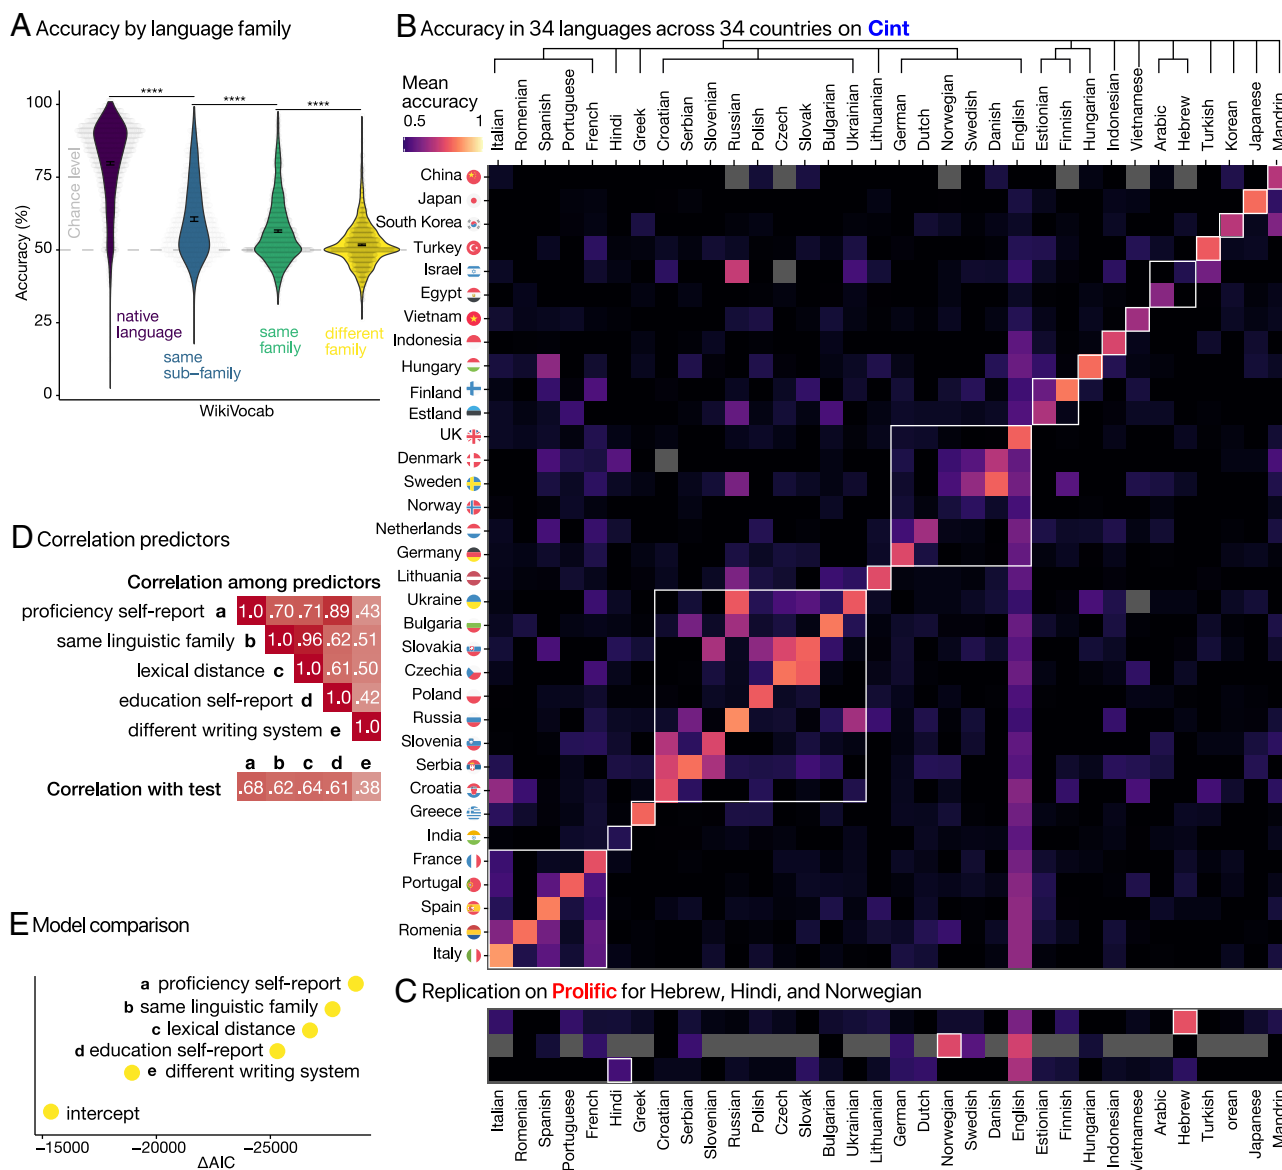 A Accuracy by language family
Accuracy (%)
100
75
50
25
0
Chance level
****
****
****
native
language
same
sub-family
same
family
different
family
WikiVocab
B Accuracy in 34 languages across 34 countries on Cint
Mean
accuracy
0.5
1
Italian
Romenian
Spanish
Portuguese
French
Hindi
Greek
Croatian
Serbian
Slovenian
Russian
Polish
Czech
Slovak
Bulgarian
Ukrainian
Lithuanian
German
Dutch
Norwegian
Swedish
Danish
English
Estionian
Finnish
Hungarian
Indonesian
Vietnamese
Arabic
Hebrew
Turkish
Korean
Japanese
Mandrin
China
Japan
South Korea
Turkey
Israel
Egypt
Vietnam
Indonesia
Hungary
Finland
Estland
UK
Denmark
Sweden
Norway
Netherlands
Germany
Lithuania
Ukraine
Bulgaria
Slovakia
Czechia
Poland
Russia
Slovenia
Serbia
Croatia
Greece
India
France
Portugal
Spain
Romenia
Italy
C Replication on Prolific for Hebrew, Hindi, and Norwegian
Italian
Romenian
Spanish
Portuguese
French
Hindi
Greek
Croatian
Serbian
Slovenian
Russian
Polish
Czech
Slovak
Bulgarian
Ukrainian
Lithuanian
German
Dutch
Norwegian
Swedish
Danish
English
Estionian
Finnish
Hungarian
Indonesian
Vietnamese
Arabic
Hebrew
Turkish
orean
Japanese
Mandrin
D Correlation predictors
Correlation among predictors
proficiency self-report a 1.0 .70 .71 .89 .43
same linguistic family b 1.0 .96 .62 .51
lexical distance c 1.0 .61 .50
education self-report d 1.0 .42
different writing system e 1.0
a b c d e
Correlation with test .68 .62 .64 .61 .38
E Model comparison
a proficiency self-report
b same linguistic family
c lexical distance
d education self-report
e different writing system
intercept
-15000 -20000 -25000
ΔAIC